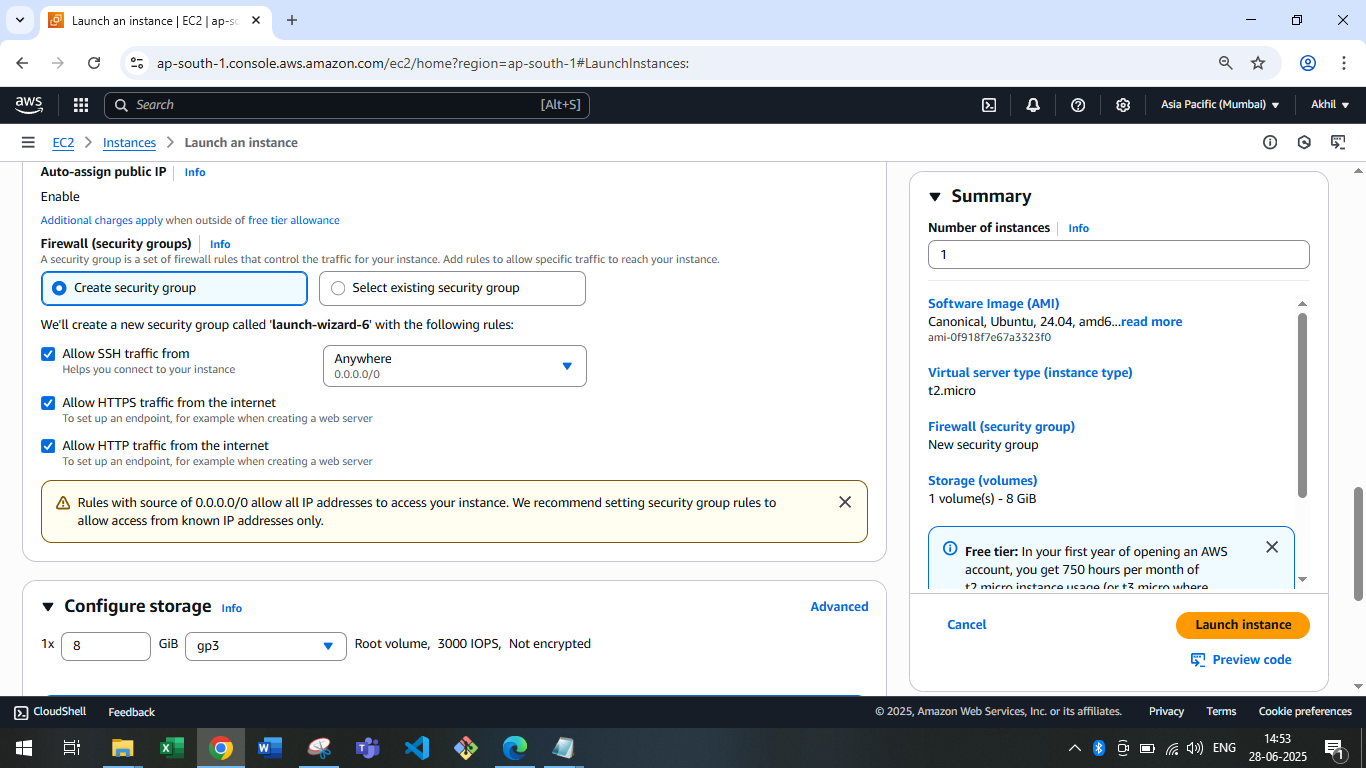 Launch an instance | EC2 | ap-s
ap-south-1.console.aws.amazon.com/ec2/home?region=ap-south-1#LaunchInstances:
aws
Search
[Alt+S]
Asia Pacific (Mumbai)
Akhil
EC2
Instances
Launch an instance
Auto-assign public IP
Info
Enable
Additional charges apply when outside of free tier allowance
Firewall (security groups)
Info
A security group is a set of firewall rules that control the traffic for your instance. Add rules to allow specific traffic to reach your instance.
Create security group
Select existing security group
We'll create a new security group called 'launch-wizard-6' with the following rules:
Allow SSH traffic from
Helps you connect to your instance
Anywhere
0.0.0.0/0
Allow HTTPS traffic from the internet
To set up an endpoint, for example when creating a web server
Allow HTTP traffic from the internet
To set up an endpoint, for example when creating a web server
Rules with source of 0.0.0.0/0 allow all IP addresses to access your instance. We recommend setting security group rules to
allow access from known IP addresses only.
Configure storage
Info
Advanced
1x
8
GiB
gp3
Root volume, 3000 IOPS, Not encrypted
Summary
Number of instances
Info
1
Software Image (AMI)
Canonical, Ubuntu, 24.04, amd6...read more
ami-0f918f7e67a3323f0
Virtual server type (instance type)
t2.micro
Firewall (security group)
New security group
Storage (volumes)
1 volume(s) - 8 GiB
Free tier: In your first year of opening an AWS
account, you get 750 hours per month of
t2.micro instance usage (or t3.micro where
Cancel
Launch instance
Preview code
CloudShell
Feedback
© 2025, Amazon Web Services, Inc. or its affiliates.
Privacy
Terms
Cookie preferences
ENG
14:53
28-06-2025
1